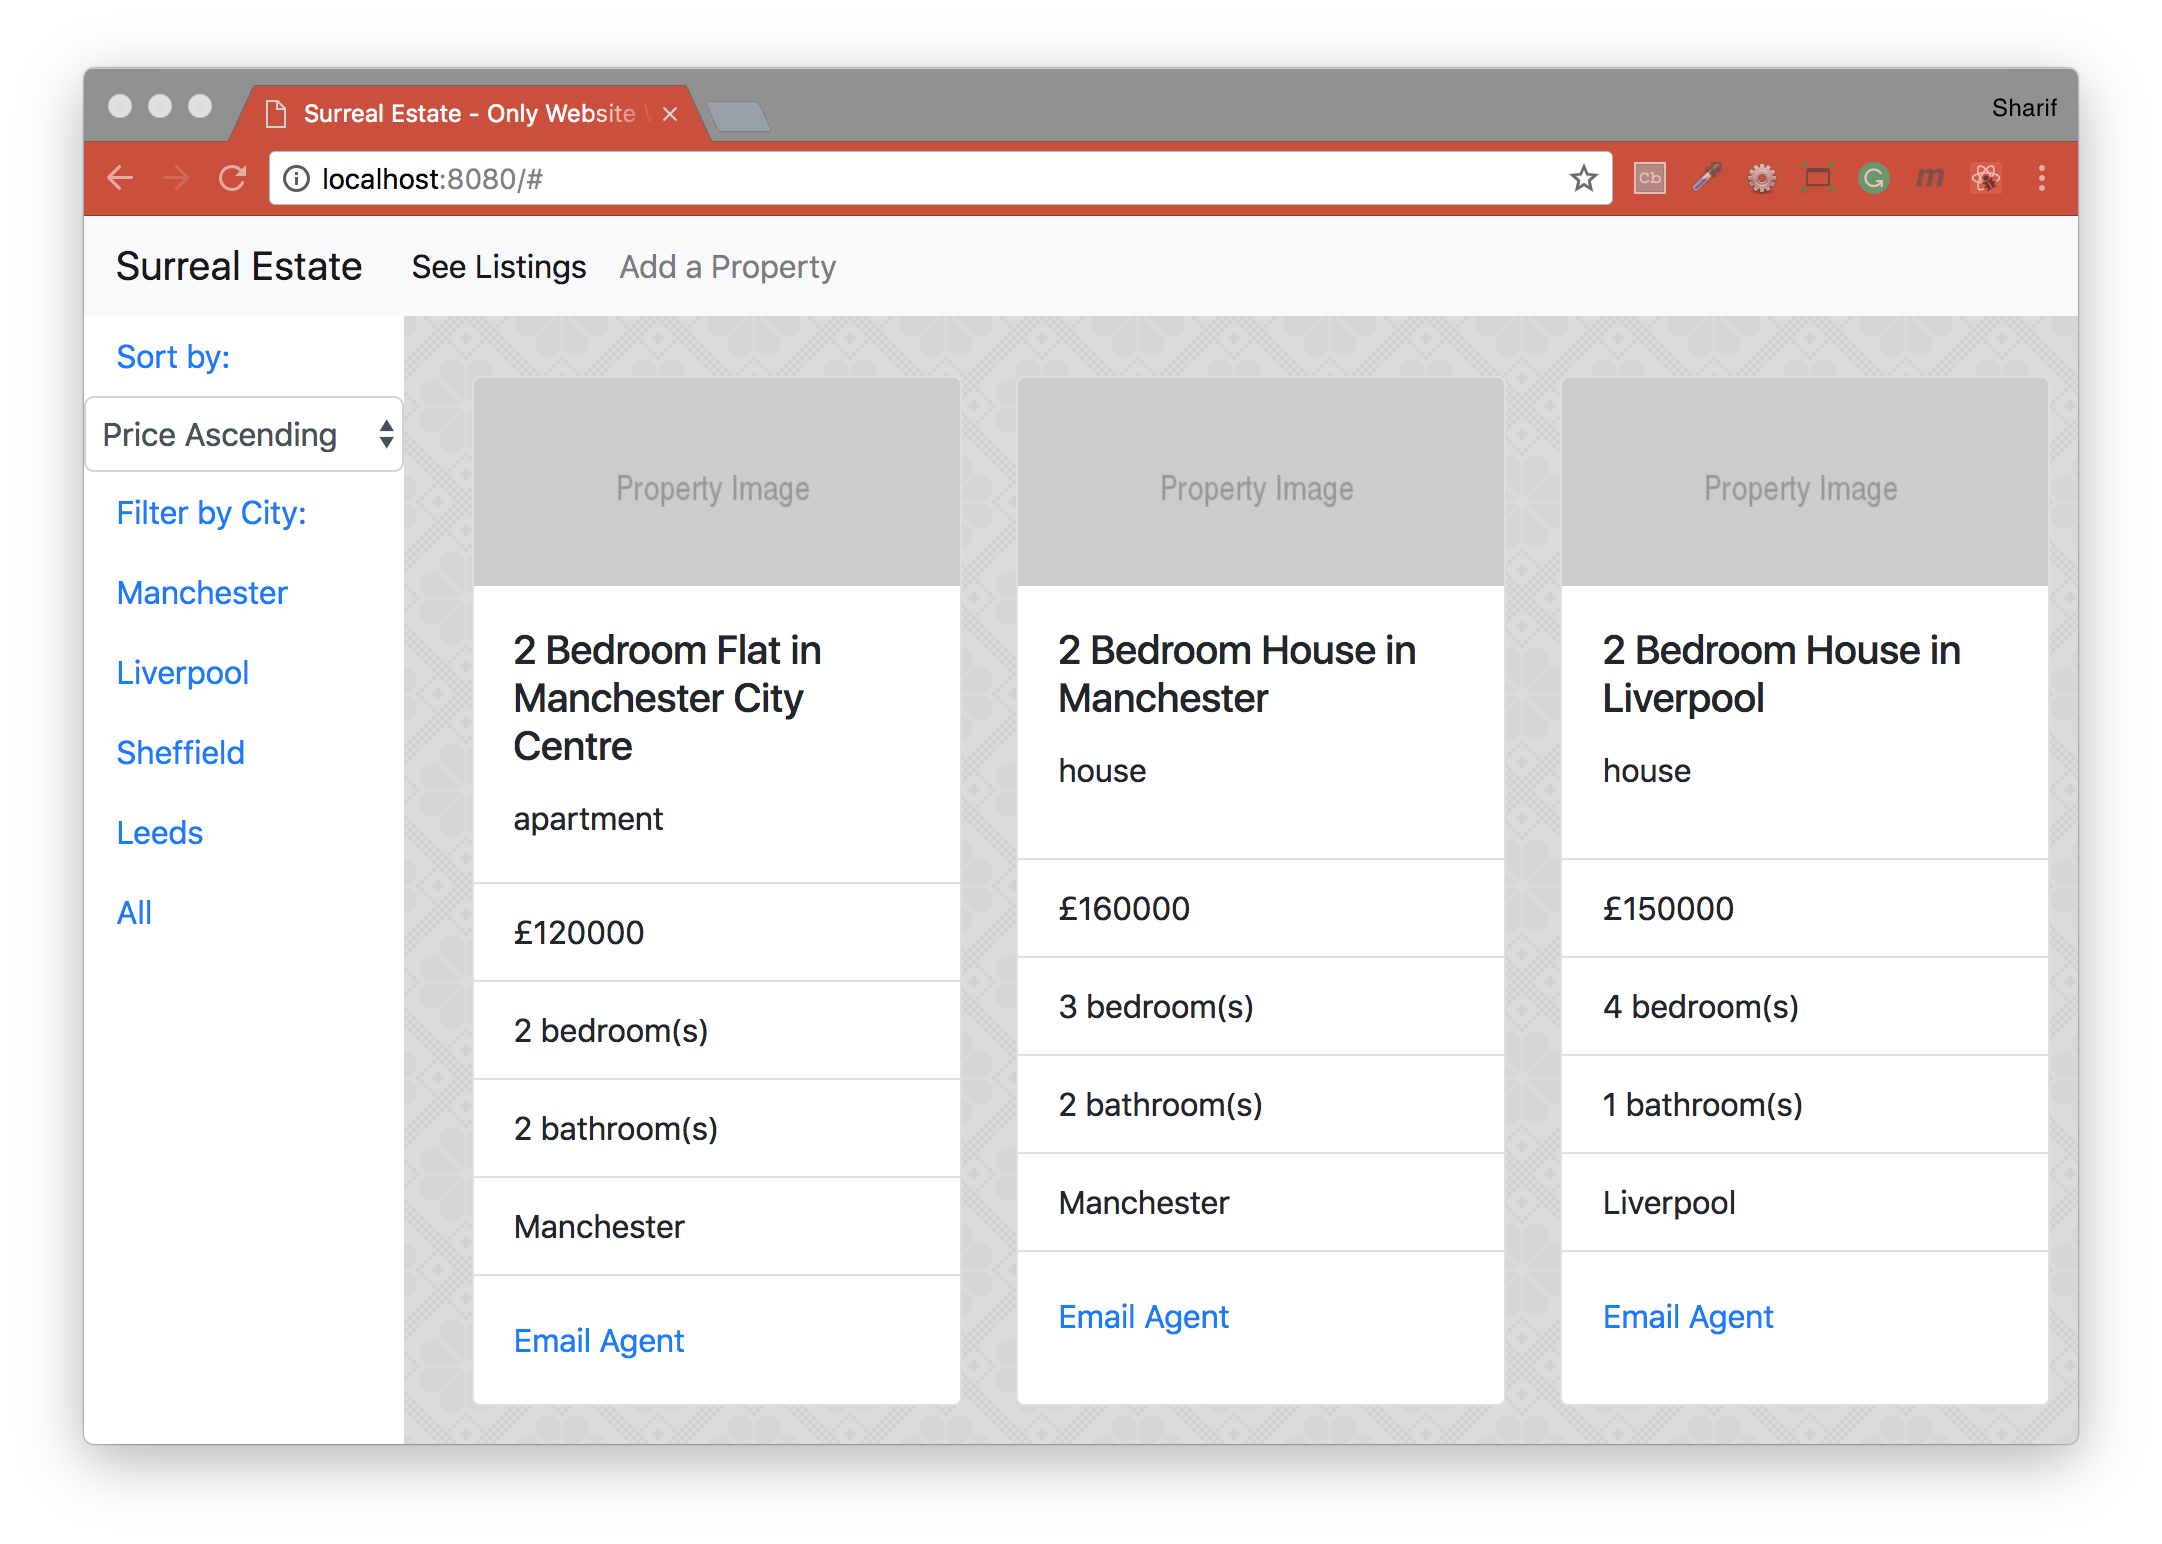 Surreal Estate - Only Website
Sharif
localhost:8080/#
Cb
G
m
Surreal Estate
See Listings
Add a Property
Sort by:
Price Ascending
Filter by City:
Manchester
Liverpool
Sheffield
Leeds
All
Property Image
2 Bedroom Flat in
Manchester City
Centre
apartment
£120000
2 bedroom(s)
2 bathroom(s)
Manchester
Email Agent
Property Image
2 Bedroom House in
Manchester
house
£160000
3 bedroom(s)
2 bathroom(s)
Manchester
Email Agent
Property Image
2 Bedroom House in
Liverpool
house
£150000
4 bedroom(s)
1 bathroom(s)
Liverpool
Email Agent